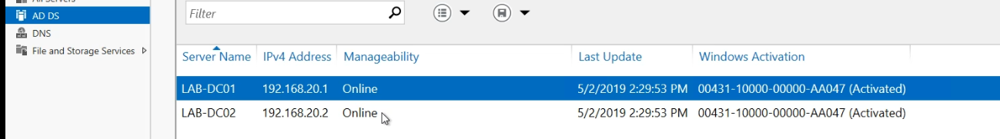 All Servers
AD DS
DNS
File and Storage Services
Filter
Server Name IPv4 Address Manageability Last Update Windows Activation
LAB-DC01 192.168.20.1 Online 5/2/2019 2:29:53 PM 00431-10000-00000-AA047 (Activated)
LAB-DC02 192.168.20.2 Online 5/2/2019 2:29:53 PM 00431-10000-00000-AA047 (Activated)